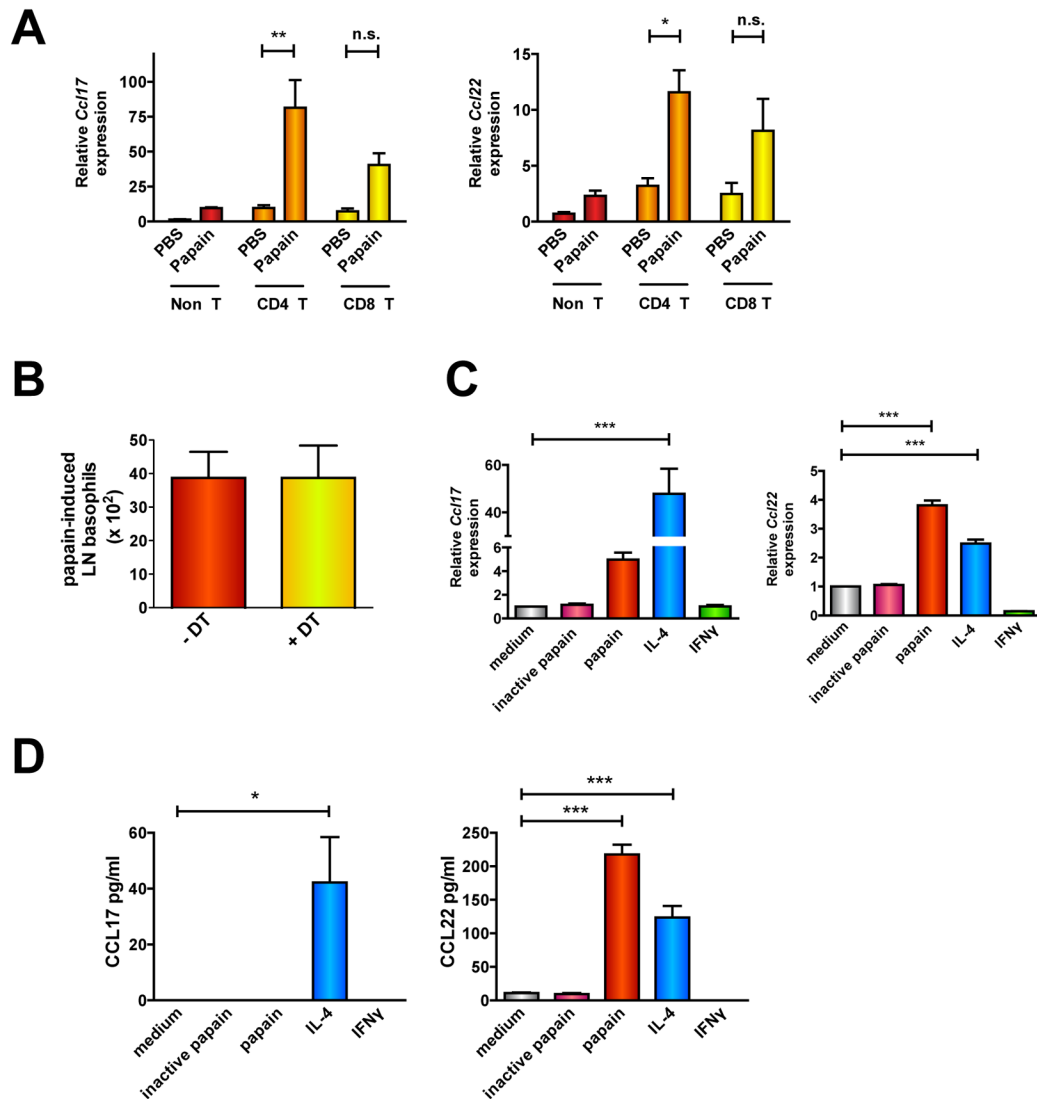 A
Relative Ccl17
expression
100
75
50
25
0
**
n.s.
PBS
Papain
PBS
Papain
PBS
Papain
Non T
CD4 T
CD8 T
Relative Ccl22
expression
15
10
5
0
*
n.s.
PBS
Papain
PBS
Papain
PBS
Papain
Non T
CD4 T
CD8 T
B
papain-induced
LN basophils
(x 10²)
50
40
30
20
10
0
- DT
+ DT
C
Relative Ccl17
expression
60
40
6
4
2
0
***
medium
inactive papain
papain
IL-4
IFNγ
Relative Ccl22
expression
5
4
3
2
1
0
***
***
medium
inactive papain
papain
IL-4
IFNγ
D
CCL17 pg/ml
60
40
20
0
*
medium
inactive papain
papain
IL-4
IFNγ
CCL22 pg/ml
250
200
150
100
50
0
***
***
medium
inactive papain
papain
IL-4
IFNγ